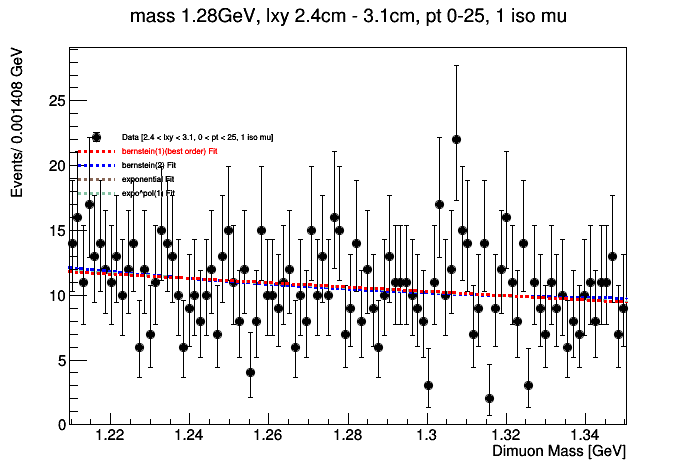 mass 1.28GeV, lxy 2.4cm - 3.1cm, pt 0-25, 1 iso mu
Events/ 0.001408 GeV
25
20
15
10
5
0
Data [2.4 < lxy < 3.1, 0 < pt < 25, 1 iso mu]
bernstein(1)(best order) Fit
bernstein(2) Fit
exponential Fit
expo*pol(1) Fit
1.22
1.24
1.26
1.28
1.3
1.32
1.34
Dimuon Mass [GeV]